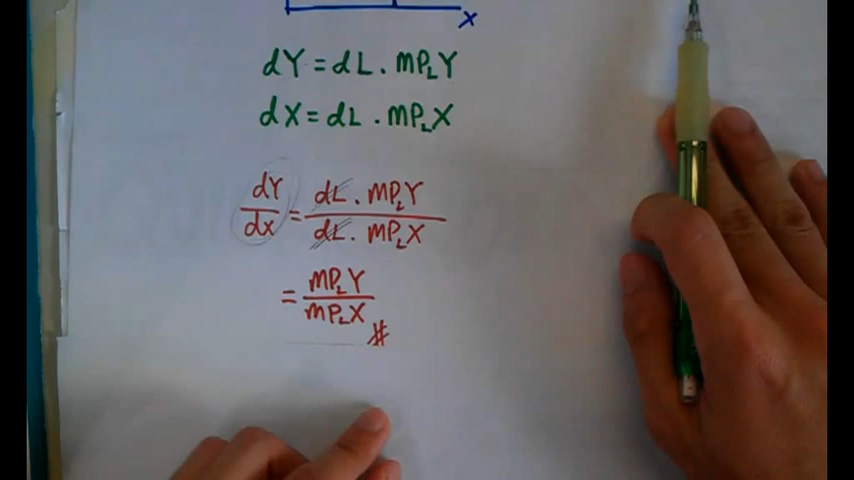 x
dY = dL . MPLY
dX = dL . MPLX
dY/dx = dL . MPLY / dL . MPLX
= MPLY / MPLX #